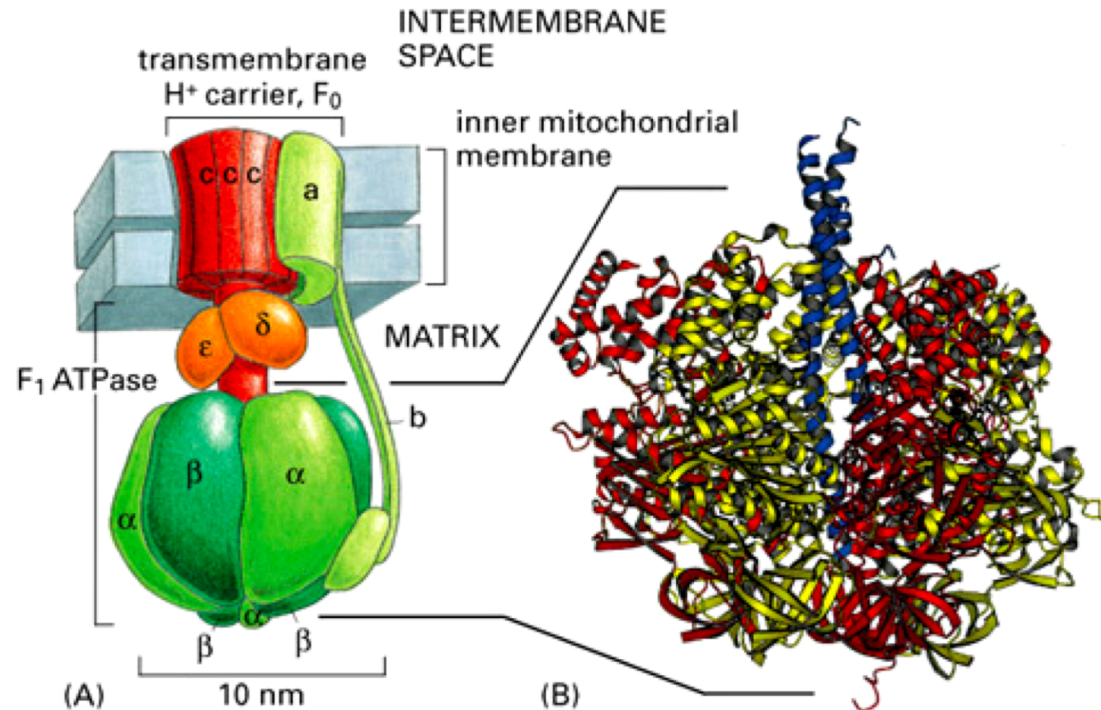 INTERMEMBRANE
SPACE
transmembrane
H⁺ carrier, F₀
inner mitochondrial
membrane
c c c
a
δ
ε
MATRIX
F₁ ATPase
b
β
α
α
α
β
β
10 nm
(A)
(B)